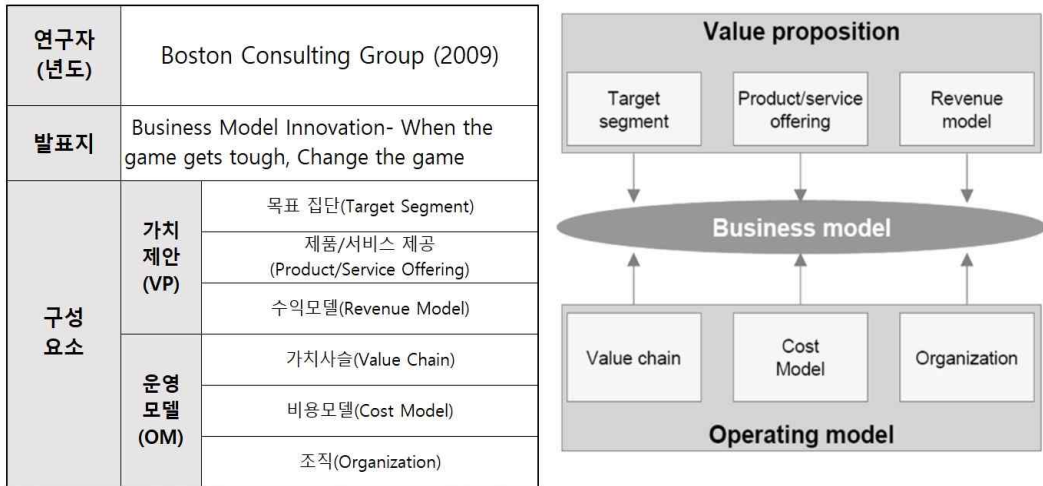 연구자
(년도)
Boston Consulting Group (2009)
발표지
Business Model Innovation- When the
game gets tough, Change the game
구성
요소
가치
제안
(VP)
목표 집단(Target Segment)
제품/서비스 제공
(Product/Service Offering)
수익모델(Revenue Model)
운영
모델
(OM)
가치사슬(Value Chain)
비용모델(Cost Model)
조직(Organization)
Value proposition
Target
segment
Product/service
offering
Revenue
model
Business model
Value chain
Cost
Model
Organization
Operating model